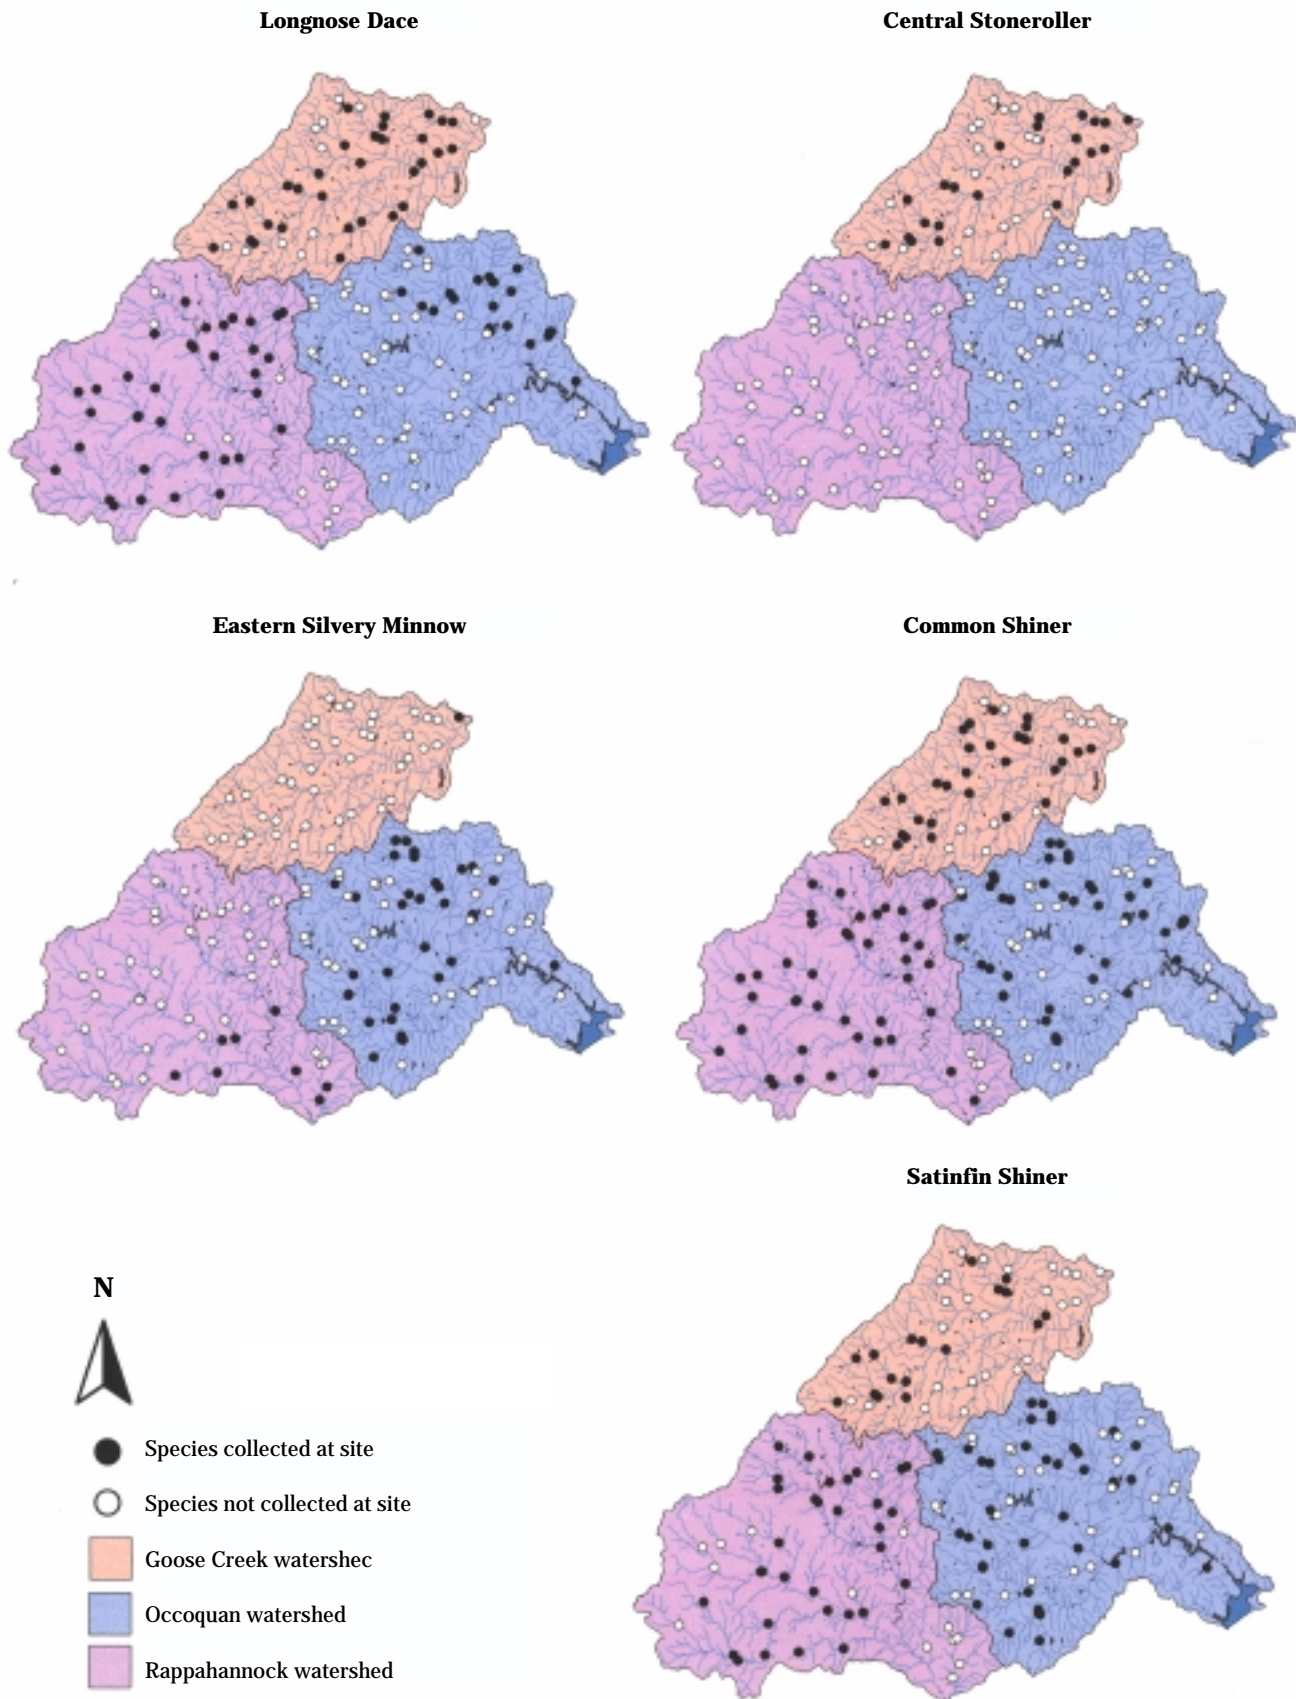 Longnose Dace
Central Stoneroller
Eastern Silvery Minnow
Common Shiner
Satinfin Shiner
N
Species collected at site
Species not collected at site
Goose Creek watershec
Occoquan watershed
Rappahannock watershed